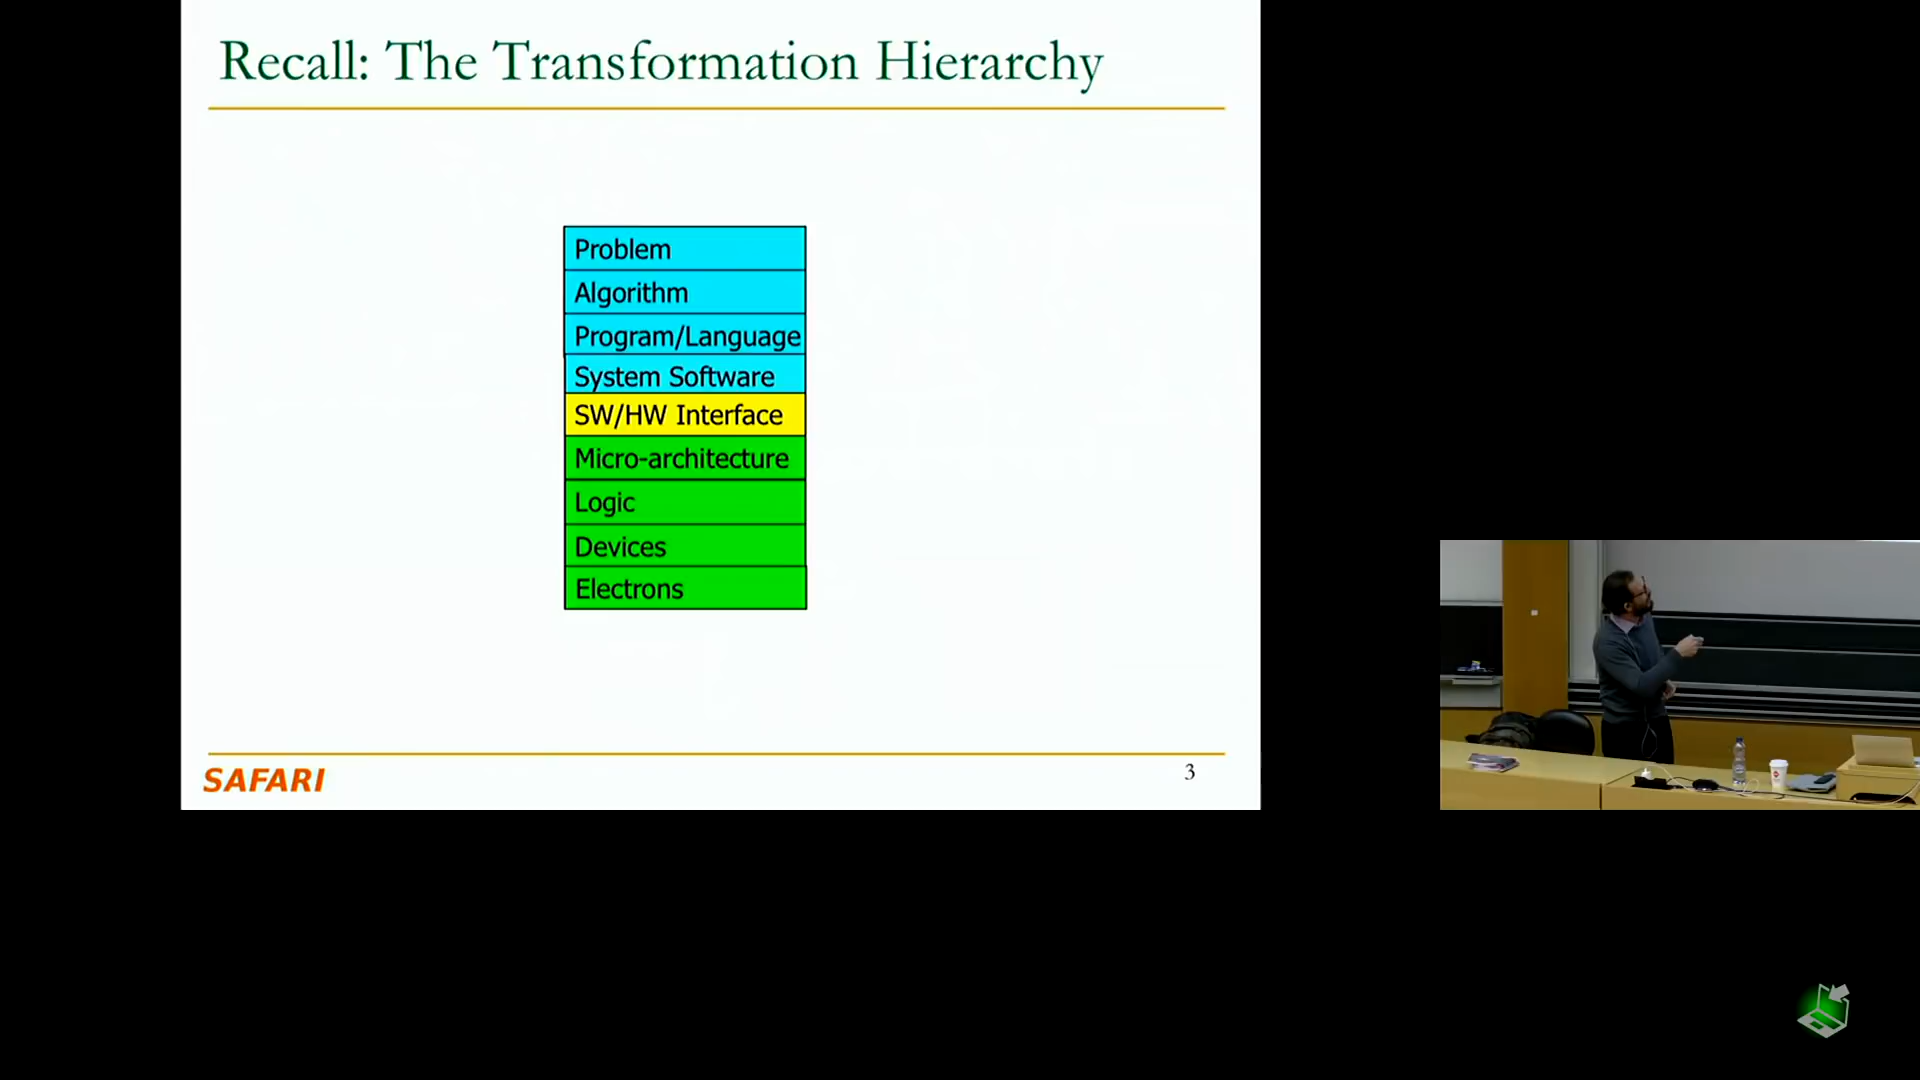 Recall: The Transformation Hierarchy
Problem
Algorithm
Program/Language
System Software
SW/HW Interface
Micro-architecture
Logic
Devices
Electrons
SAFARI
3